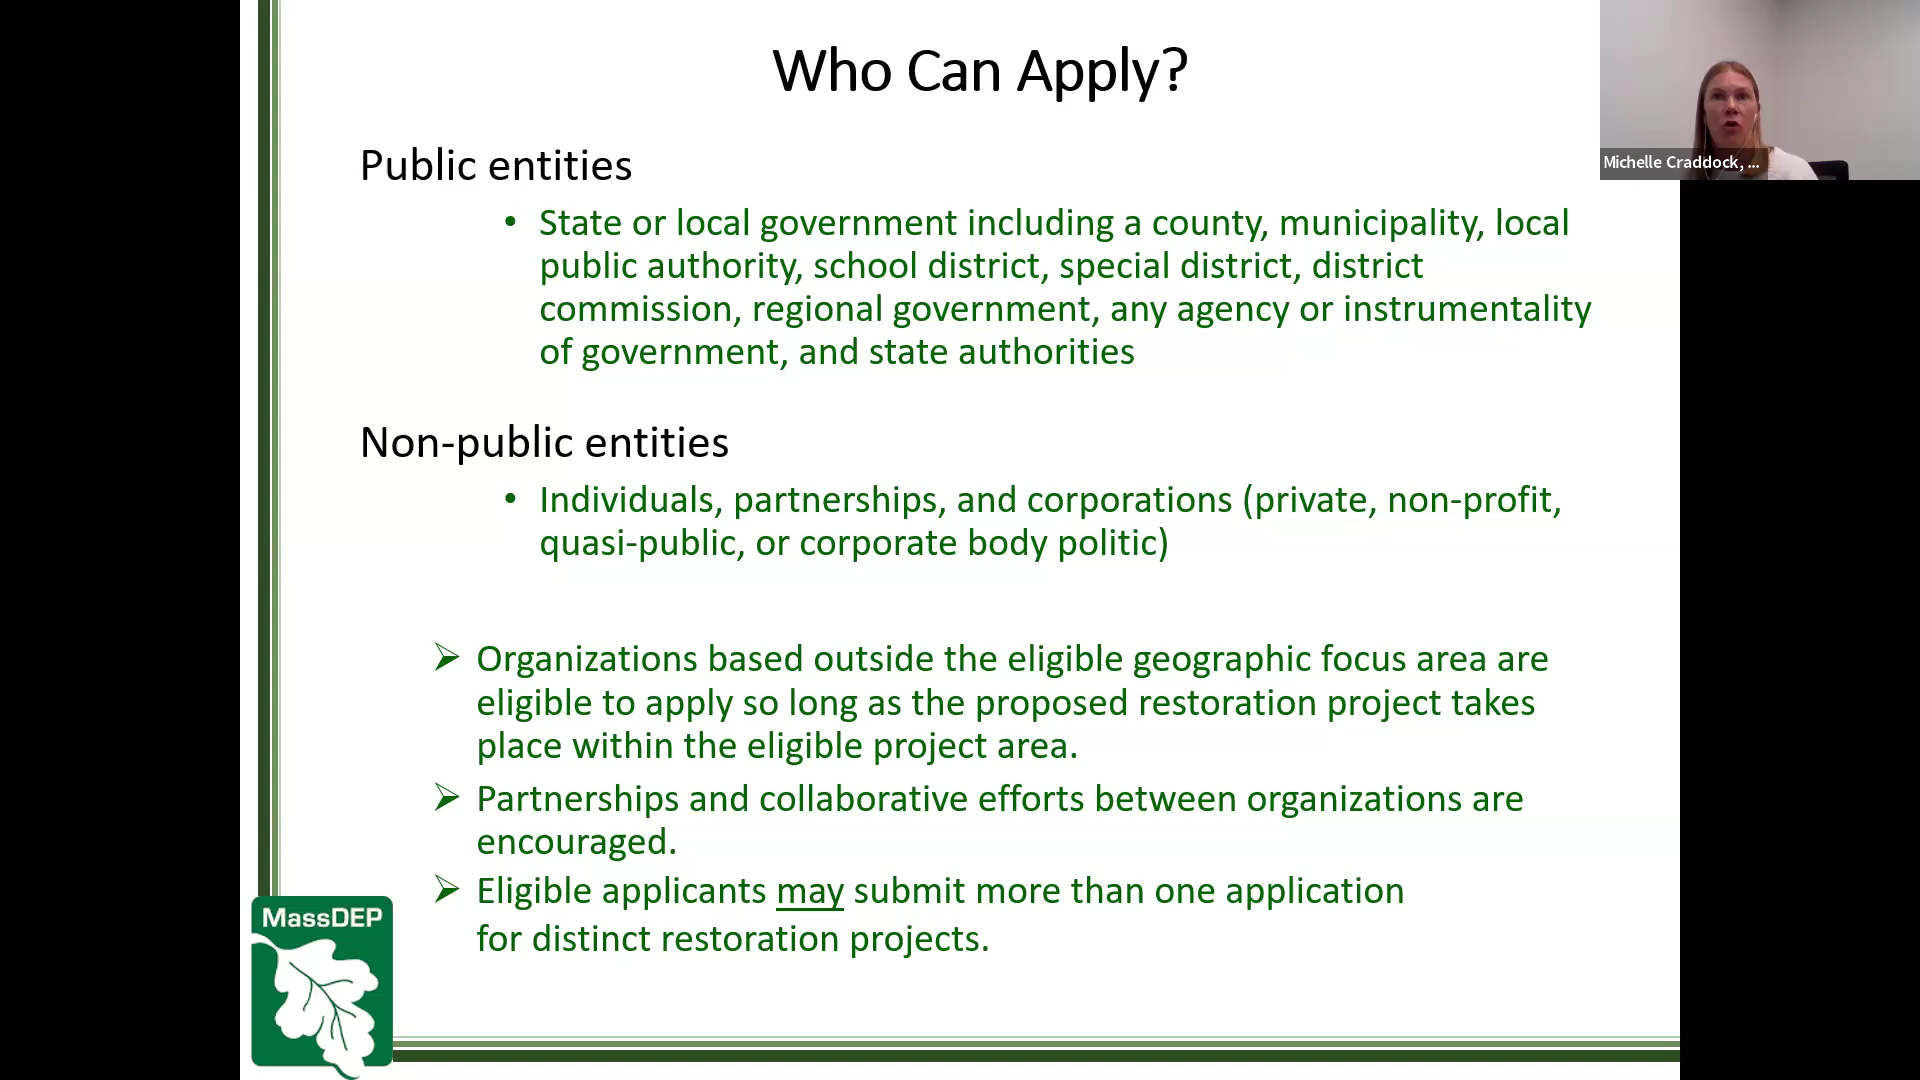 Who Can Apply?
Michelle Craddock, ...
Public entities
• State or local government including a county, municipality, local
public authority, school district, special district, district
commission, regional government, any agency or instrumentality
of government, and state authorities
Non-public entities
• Individuals, partnerships, and corporations (private, non-profit,
quasi-public, or corporate body politic)
➢ Organizations based outside the eligible geographic focus area are
eligible to apply so long as the proposed restoration project takes
place within the eligible project area.
➢ Partnerships and collaborative efforts between organizations are
encouraged.
➢ Eligible applicants may submit more than one application
for distinct restoration projects.
MassDEP